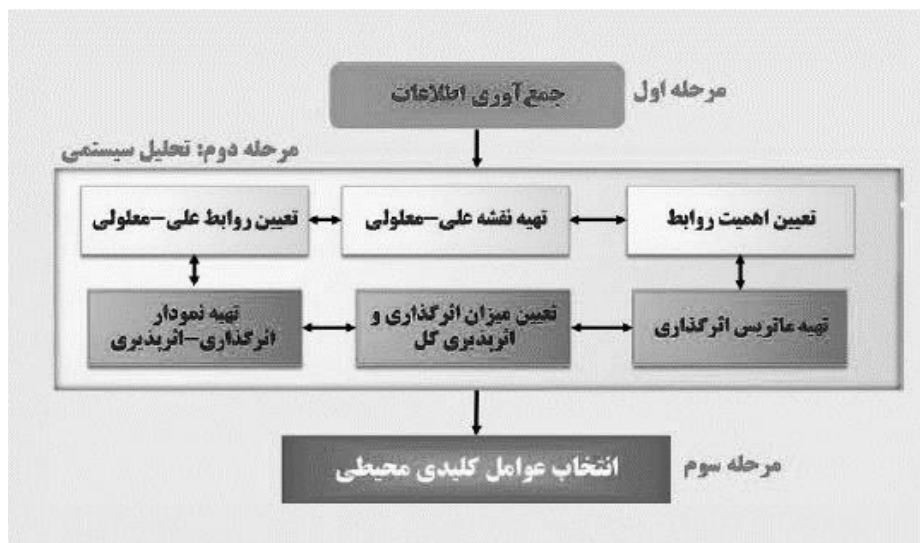 مرحله اول
جمع‌آوری اطلاعات
مرحله دوم: تحلیل سیستمی
تعیین اهمیت روابط
تهیه نقشه علی-معلولی
تعیین روابط علی-معلولی
تهیه ماتریس اثرگذاری
تعیین میزان اثرگذاری و
اثرپذیری کل
تهیه نمودار
اثرگذاری-اثرپذیری
مرحله سوم
انتخاب عوامل کلیدی محیطی